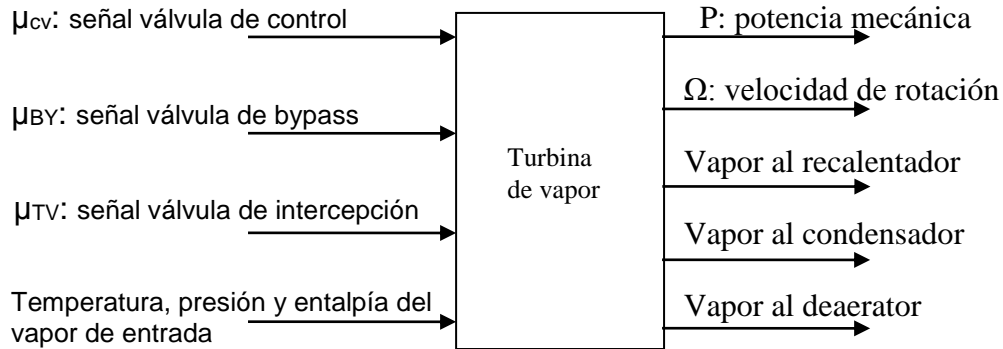 μcv: señal válvula de control
μBY: señal válvula de bypass
μTV: señal válvula de intercepción
Temperatura, presión y entalpía del
vapor de entrada
Turbina
de vapor
P: potencia mecánica
Ω: velocidad de rotación
Vapor al recalentador
Vapor al condensador
Vapor al deaerator